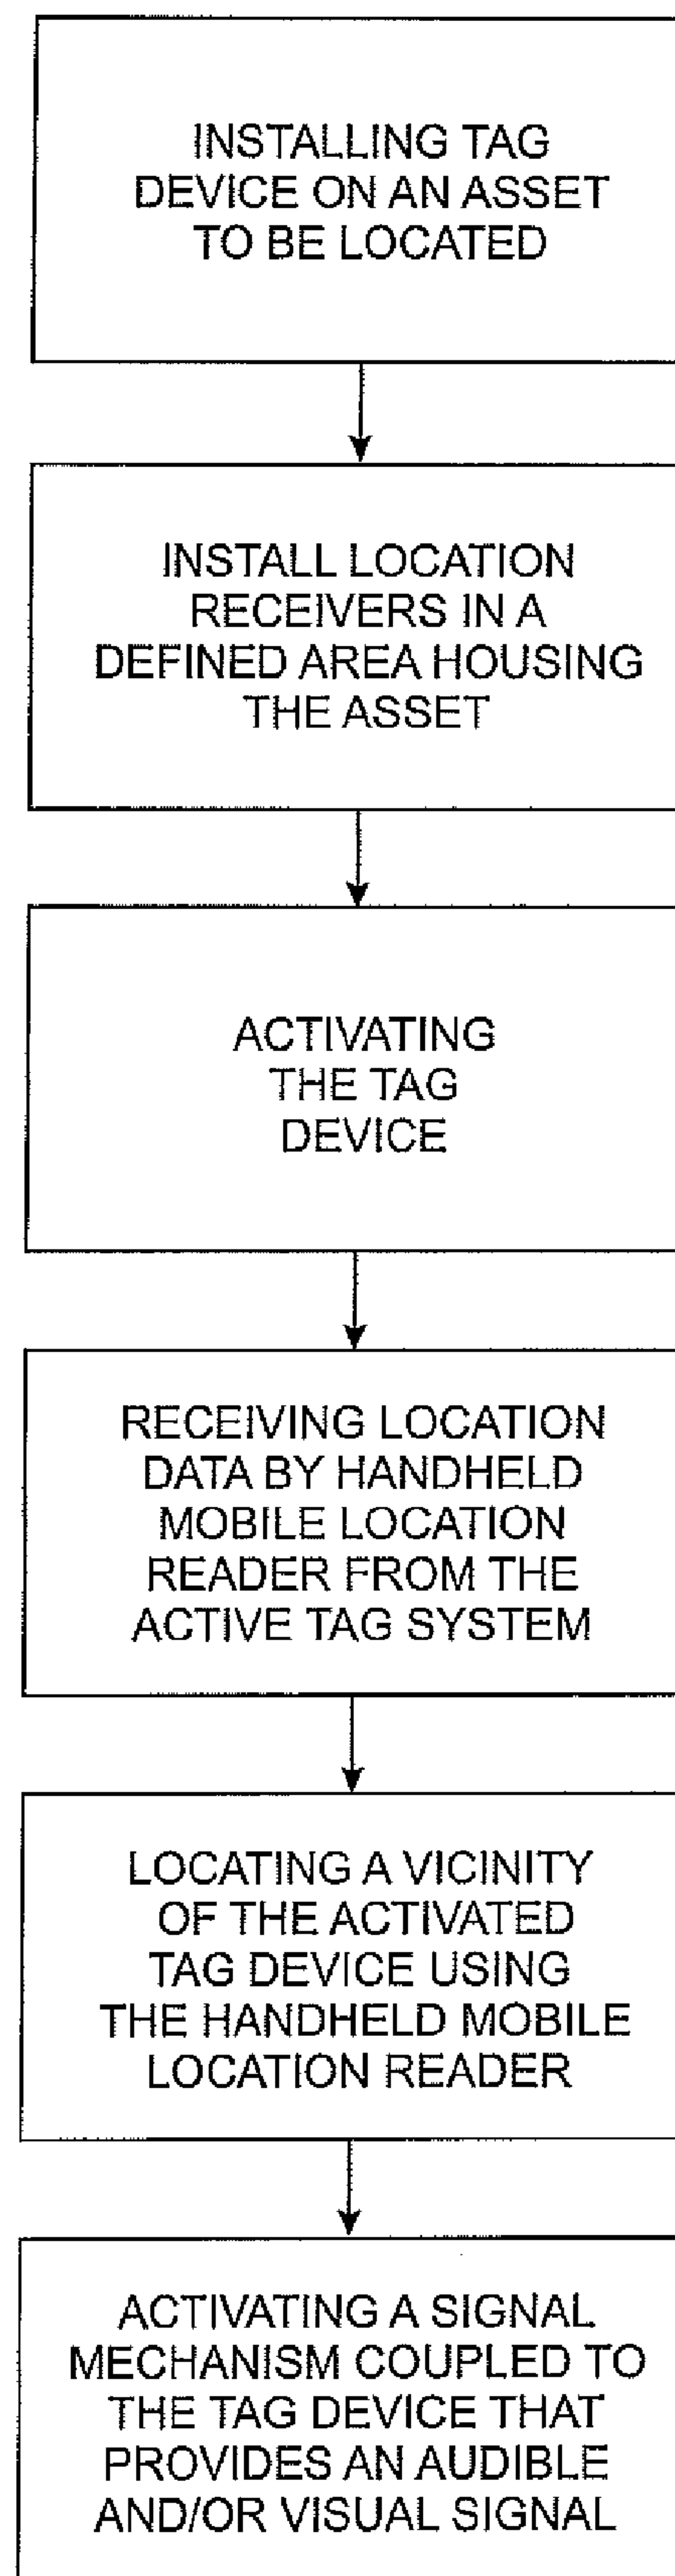 INSTALLING TAG
DEVICE ON AN ASSET
TO BE LOCATED
INSTALL LOCATION
RECEIVERS IN A
DEFINED AREA HOUSING
THE ASSET
ACTIVATING
THE TAG
DEVICE
RECEIVING LOCATION
DATA BY HANDHELD
MOBILE LOCATION
READER FROM THE
ACTIVE TAG SYSTEM
LOCATING A VICINITY
OF THE ACTIVATED
TAG DEVICE USING
THE HANDHELD MOBILE
LOCATION READER
ACTIVATING A SIGNAL
MECHANISM COUPLED TO
THE TAG DEVICE THAT
PROVIDES AN AUDIBLE
AND/OR VISUAL SIGNAL